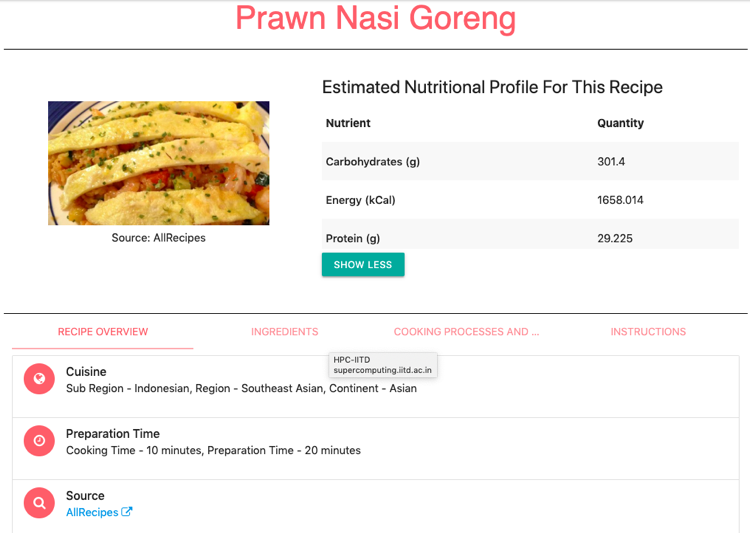 Prawn Nasi Goreng
Estimated Nutritional Profile For This Recipe
Nutrient Quantity
Carbohydrates (g) 301.4
Energy (kCal) 1658.014
Protein (g) 29.225
SHOW LESS
Source: AllRecipes
RECIPE OVERVIEW INGREDIENTS COOKING PROCESSES AND ... INSTRUCTIONS
HPC-IITD
supercomputing.iitd.ac.in
Cuisine
Sub Region - Indonesian, Region - Southeast Asian, Continent - Asian
Preparation Time
Cooking Time - 10 minutes, Preparation Time - 20 minutes
Source
AllRecipes